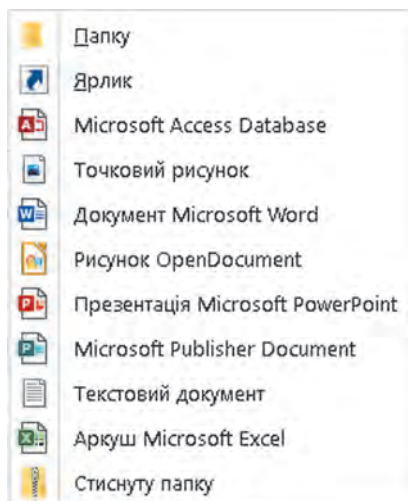 Папку
Ярлик
Microsoft Access Database
Точковий рисунок
Документ Microsoft Word
Рисунок OpenDocument
Презентація Microsoft PowerPoint
Microsoft Publisher Document
Текстовий документ
Аркуш Microsoft Excel
Стиснуту папку